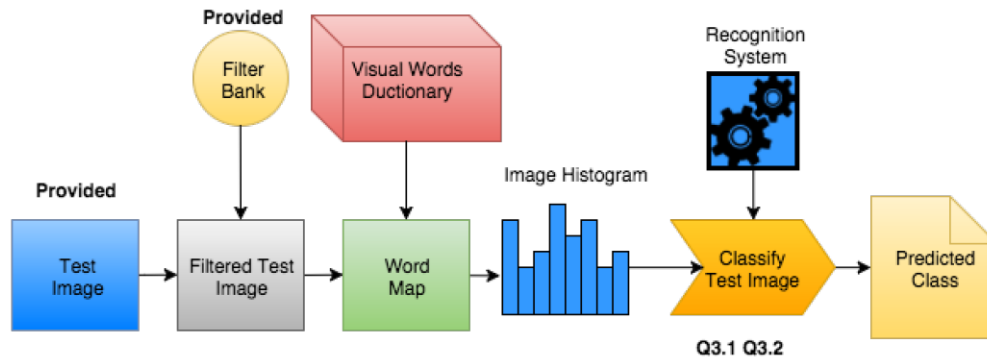 Provided
Filter
Bank
Visual Words
Ductionary
Recognition
System
Image Histogram
Provided
Test
Image
Filtered Test
Image
Word
Map
Classify
Test Image
Predicted
Class
Q3.1 Q3.2